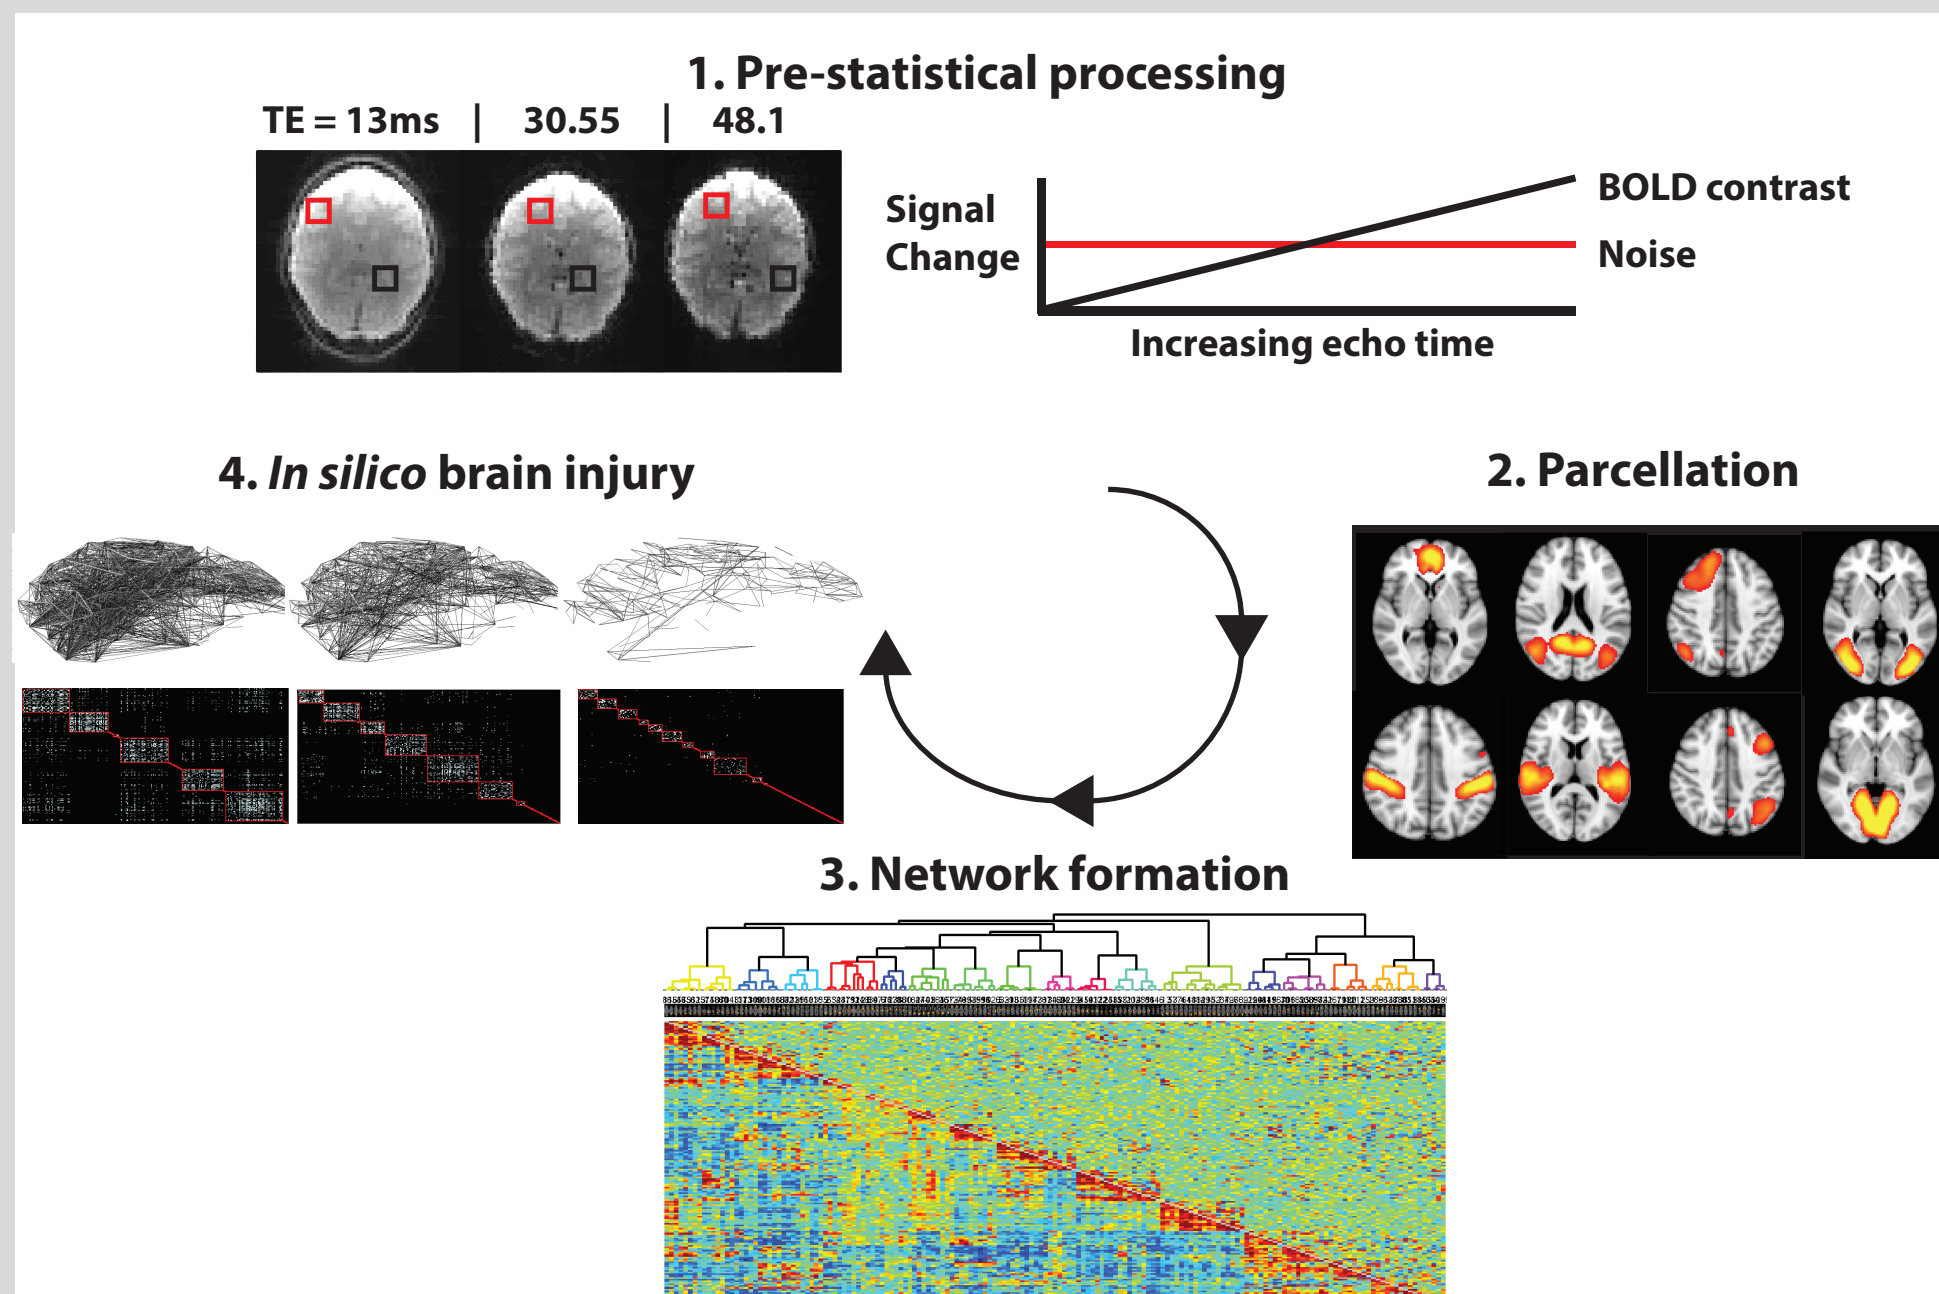 1. Pre-statistical processing
TE = 13ms | 30.55 | 48.1
Signal
Change
BOLD contrast
Noise
Increasing echo time
4. In silico brain injury
2. Parcellation
3. Network formation